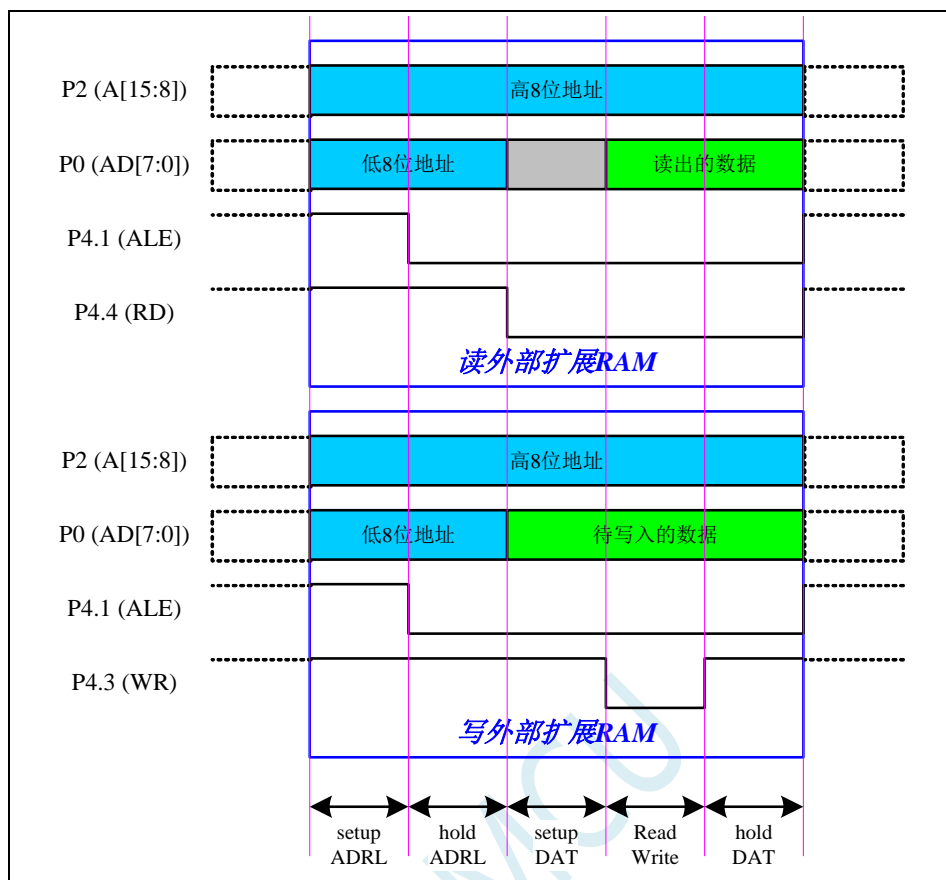 P2 (A[15:8])
高8位地址
P0 (AD[7:0])
低8位地址
读出的数据
P4.1 (ALE)
P4.4 (RD)
读外部扩展RAM
P2 (A[15:8])
高8位地址
P0 (AD[7:0])
低8位地址
待写入的数据
P4.1 (ALE)
P4.3 (WR)
写外部扩展RAM
setup
ADRL
hold
ADRL
setup
DAT
Read
Write
hold
DAT
MCU